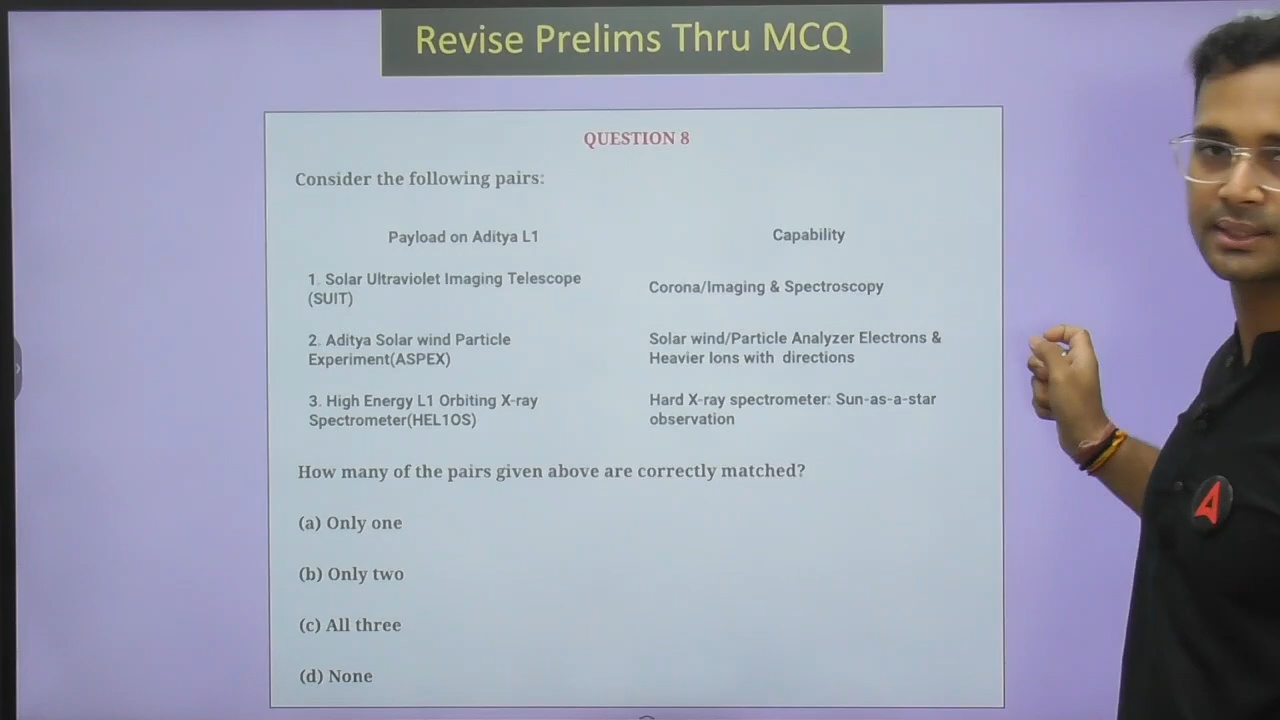 Revise Prelims Thru MCQ
QUESTION 8
Consider the following pairs:
Payload on Aditya L1 Capability
1. Solar Ultraviolet Imaging Telescope
(SUIT)
Corona/Imaging & Spectroscopy
2. Aditya Solar wind Particle
Experiment(ASPEX)
Solar wind/Particle Analyzer Electrons &
Heavier Ions with directions
3. High Energy L1 Orbiting X-ray
Spectrometer(HEL1OS)
Hard X-ray spectrometer: Sun-as-a-star
observation
How many of the pairs given above are correctly matched?
(a) Only one
(b) Only two
(c) All three
(d) None